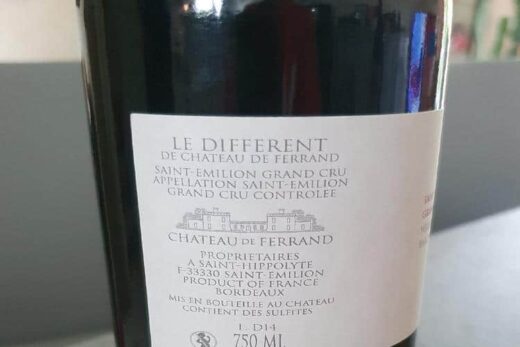 LE DIFFERENT
DE CHATEAU DE FERRAND
SAINT-EMILION GRAND CRU
APPELLATION SAINT-EMILION
GRAND CRU CONTROLEE
CHATEAU DE FERRAND
PROPRIETAIRES
A SAINT-HIPPOLYTE
F-33330 SAINT-EMILION
PRODUCT OF FRANCE
BORDEAUX
MIS EN BOUTEILLE AU CHATEAU
CONTIENT DES SULFITES
L. D14
750 ML